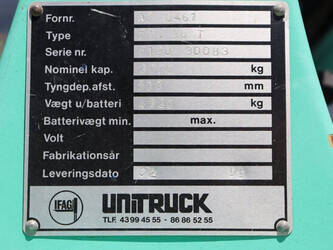 Fornr.
Type
Serie nr. 30083
Nominel kap. kg
Tyngdep.afst. mm
Vægt u/batteri kg
Batterivægt min. max.
Volt
Fabrikationsår
Leveringsdato
IFAG UNITRUCK
TLF. 43 99 45 55 - 86 86 52 55